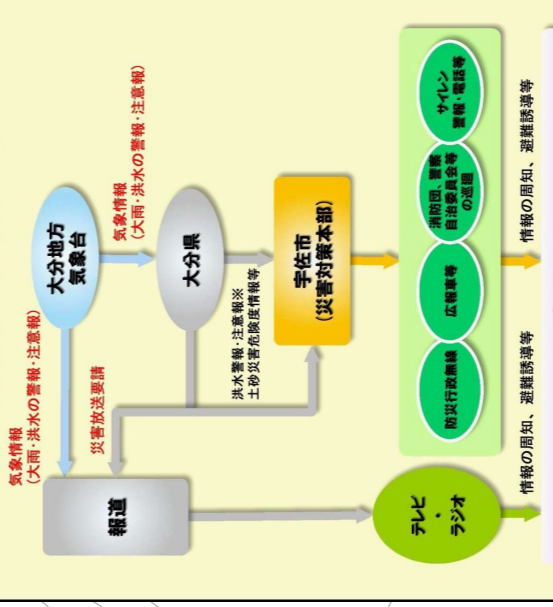 気象情報
(大雨・洪水の警報・注意報)
大分地方
気象台
気象情報
(大雨・洪水の警報・注意報)
災害放送要請
大分県
報道
洪水警報・注意報※
土砂災害危険度情報等
宇佐市
(災害対策本部)
テレビ
・
ラジオ
防災行政無線
広報車等
消防団、警察
自治委員会等
の巡回
サイレン
警報・電話等
情報の周知、避難誘導等
情報の周知、避難誘導等